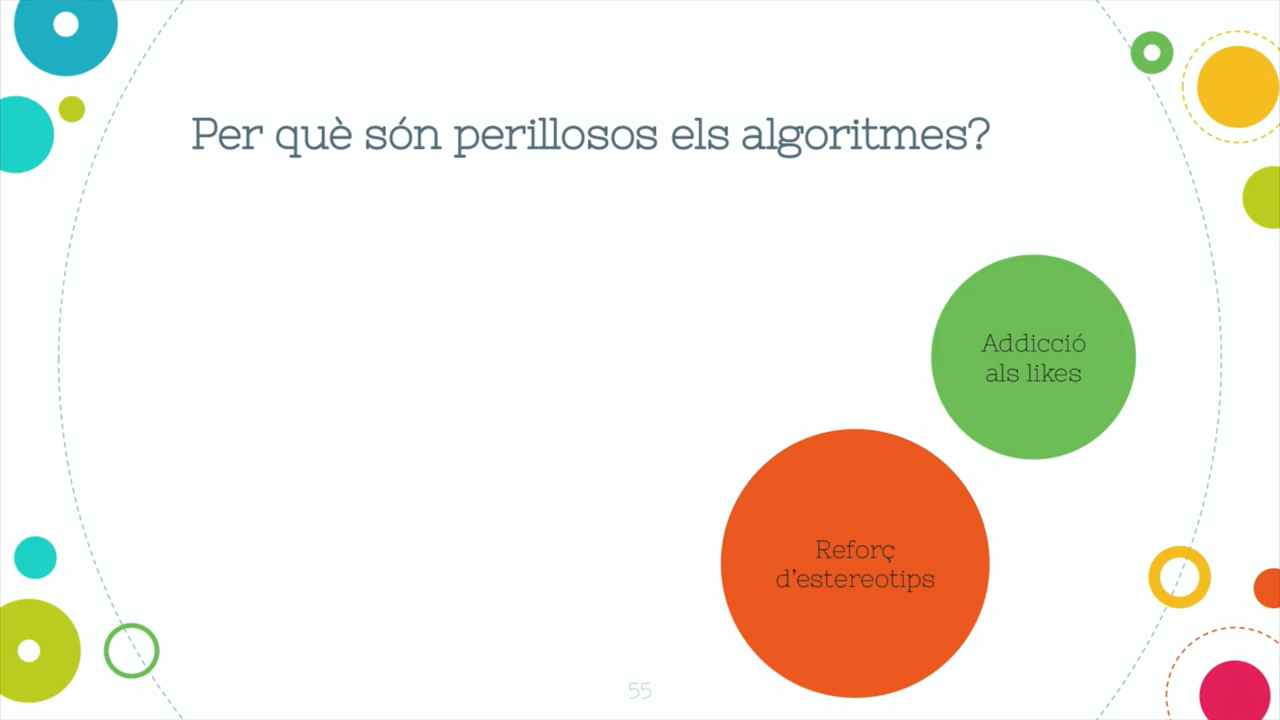 Per què són perillosos els algoritmes?
Addicció
als likes
Reforç
d'estereotips
55